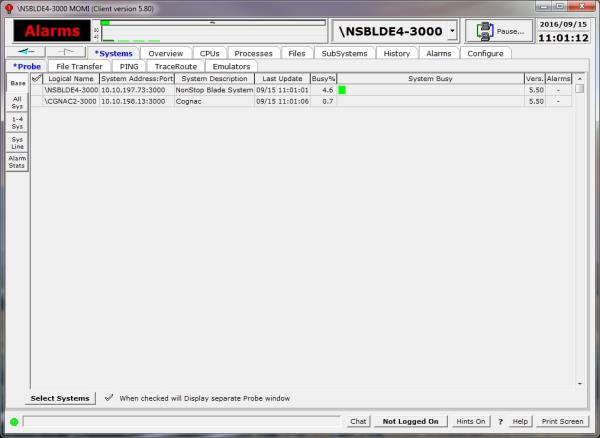 \NSBLDE4-3000 MOMI (Client version 5.80)
Alarms
\NSBLDE4-3000
Pause...
2016/09/15
11:01:12
*Systems Overview CPUs Processes Files SubSystems History Alarms Configure
*Probe File Transfer PING TraceRoute Emulators
Base
All Sys
1-4 Sys
Sys Line
Alarm Stats
Logical Name System Address:Port System Description Last Update Busy% System Busy Vers. Alarms
\NSBLDE4-3000 10.10.197.73:3000 NonStop Blade System 09/15 11:01:01 4.6 5.50 -
\CGNAC2-3000 10.10.198.13:3000 Cognac 09/15 11:01:06 0.7 5.50 -
Select Systems When checked will Display separate Probe window
Chat Not Logged On Hints On ? Help Print Screen